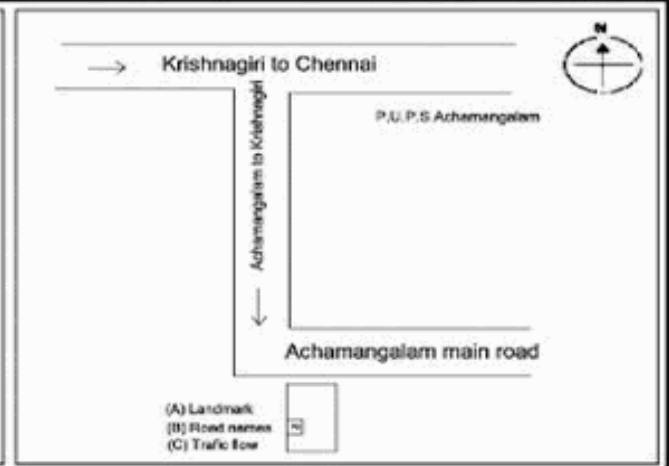 N
Krishnagiri to Chennai
P.U.P.S Achamangalam
Achamangalam to Krishnagiri
Achamangalam main road
(A) Landmark
(B) Road names
(C) Trafic flow